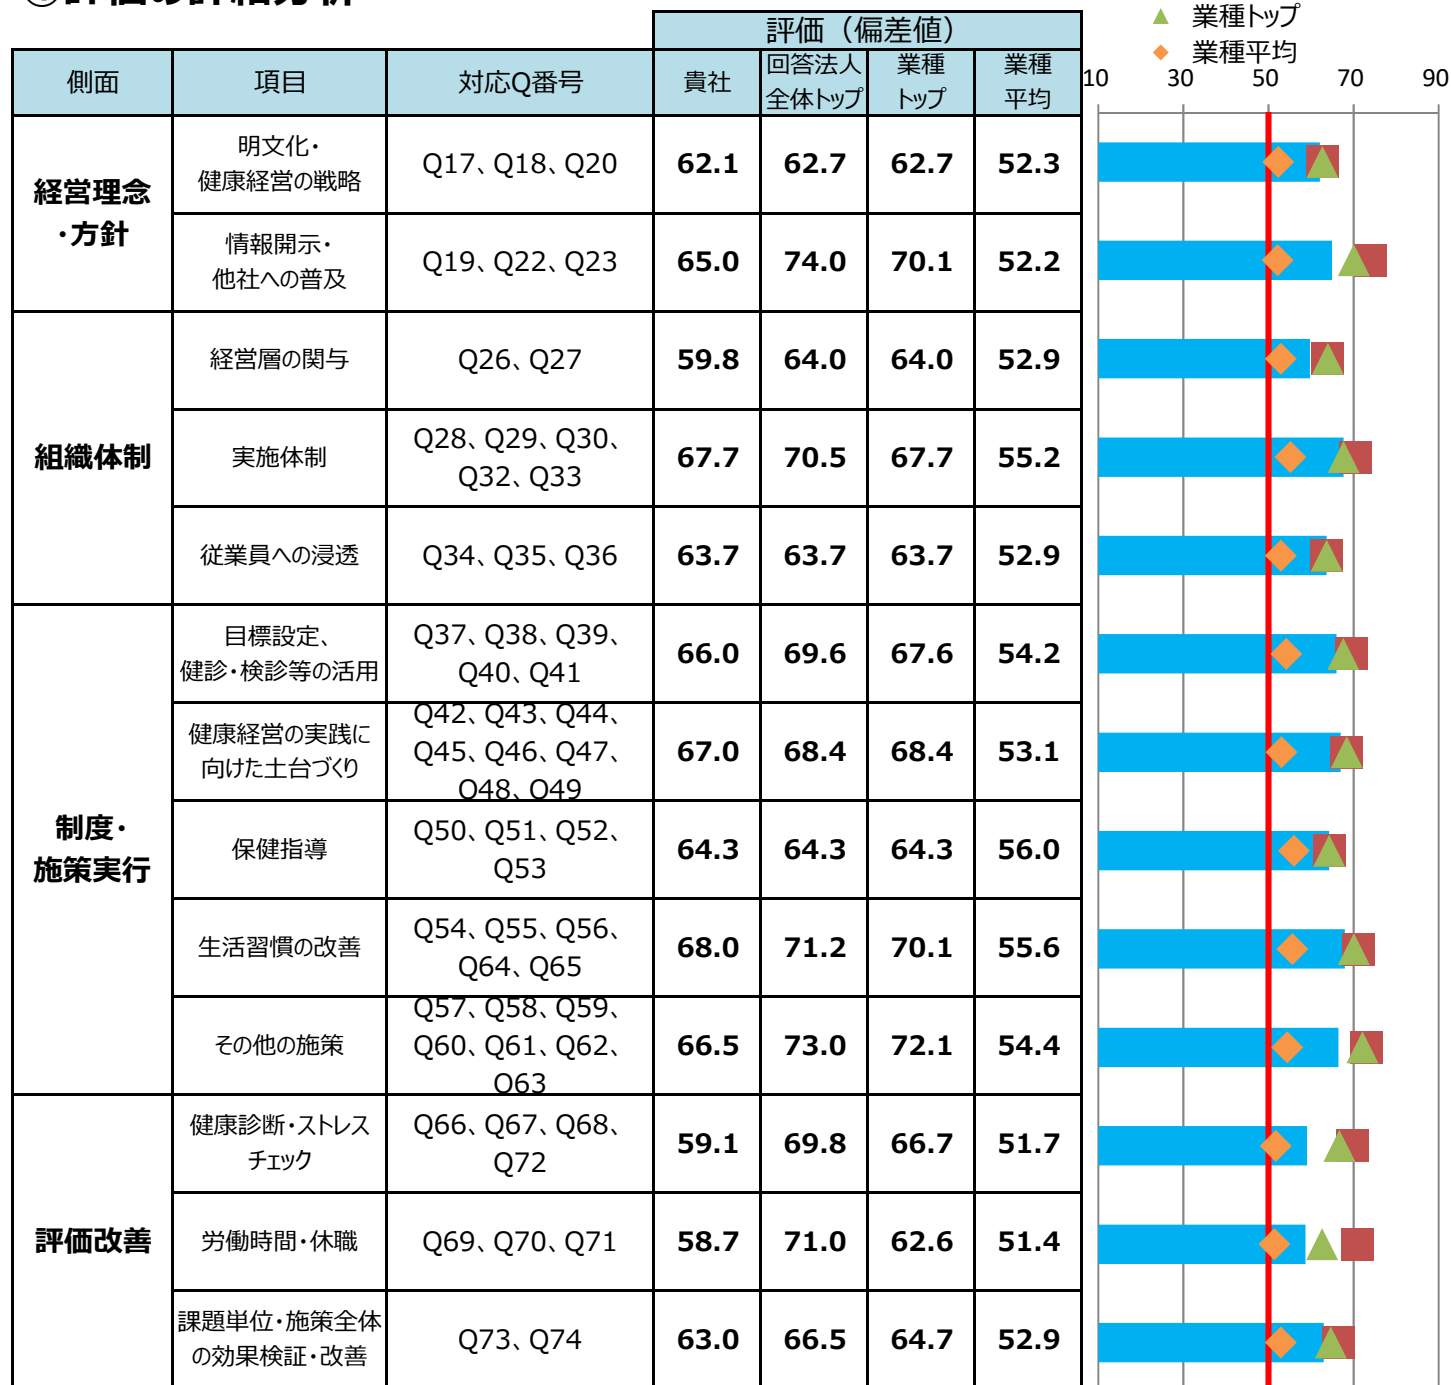 評価（偏差値）
▲ 業種トップ
◆ 業種平均
側面 項目 対応Q番号 貴社 回答法人 業種 業種
全体トップ トップ 平均
10 30 50 70 90
経営理念
・方針
明文化・
健康経営の戦略
Q17、Q18、Q20 62.1 62.7 62.7 52.3
情報開示・
他社への普及
Q19、Q22、Q23 65.0 74.0 70.1 52.2
組織体制
経営層の関与 Q26、Q27 59.8 64.0 64.0 52.9
実施体制
Q28、Q29、Q30、
Q32、Q33
67.7 70.5 67.7 55.2
従業員への浸透 Q34、Q35、Q36 63.7 63.7 63.7 52.9
制度・
施策実行
目標設定、
健診・検診等の活用
Q37、Q38、Q39、
Q40、Q41
66.0 69.6 67.6 54.2
健康経営の実践に
向けた土台づくり
Q42、Q43、Q44、
Q45、Q46、Q47、
Q48、Q49
67.0 68.4 68.4 53.1
保健指導
Q50、Q51、Q52、
Q53
64.3 64.3 64.3 56.0
生活習慣の改善
Q54、Q55、Q56、
Q64、Q65
68.0 71.2 70.1 55.6
その他の施策
Q57、Q58、Q59、
Q60、Q61、Q62、
Q63
66.5 73.0 72.1 54.4
評価改善
健康診断・ストレス
チェック
Q66、Q67、Q68、
Q72
59.1 69.8 66.7 51.7
労働時間・休職 Q69、Q70、Q71 58.7 71.0 62.6 51.4
課題単位・施策全体
の効果検証・改善
Q73、Q74 63.0 66.5 64.7 52.9